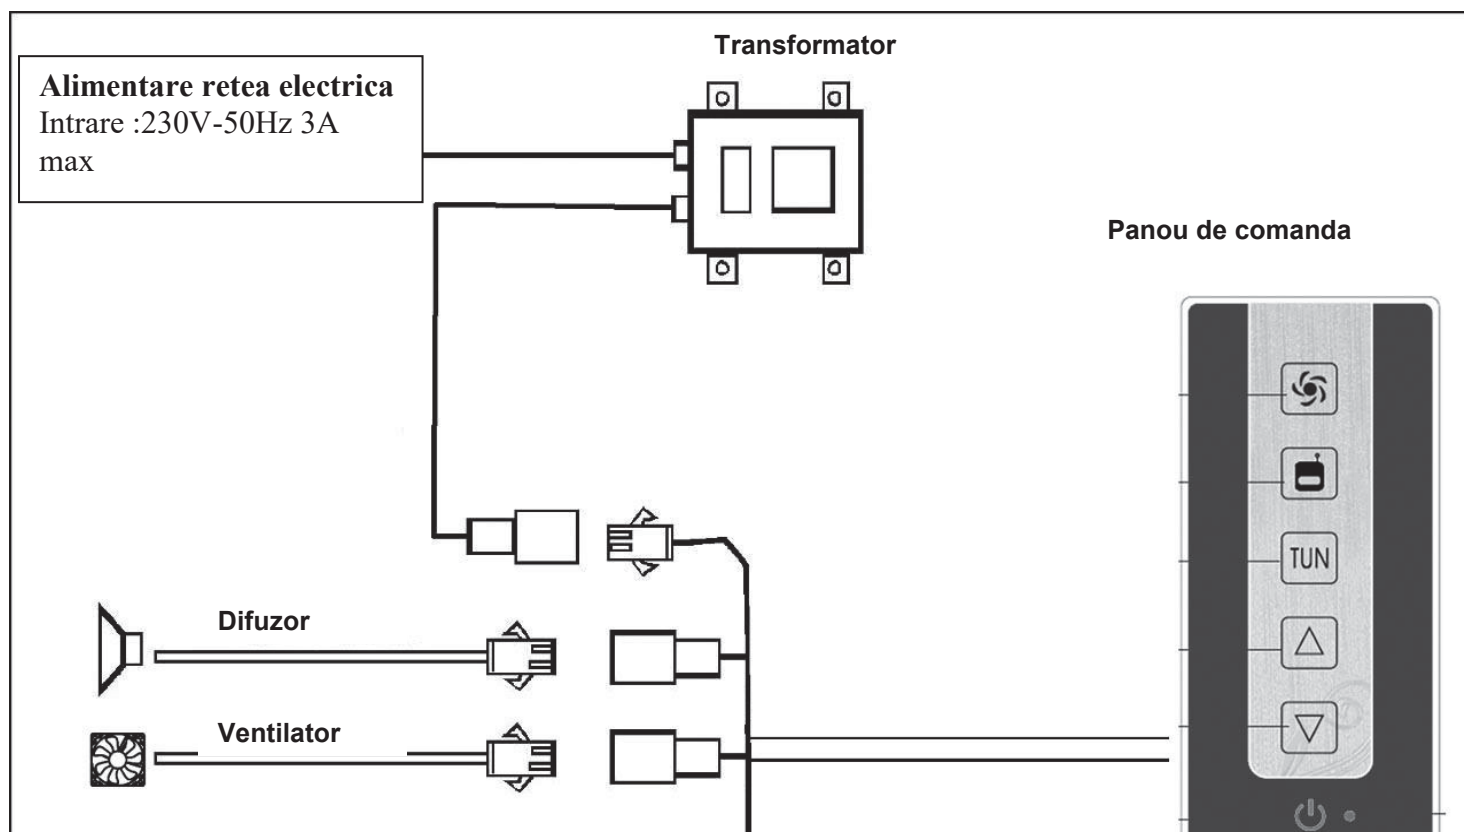 Transformator
Alimentare retea electrica
Intrare :230V-50Hz 3A
max
Panou de comanda
TUN
Difuzor
Ventilator